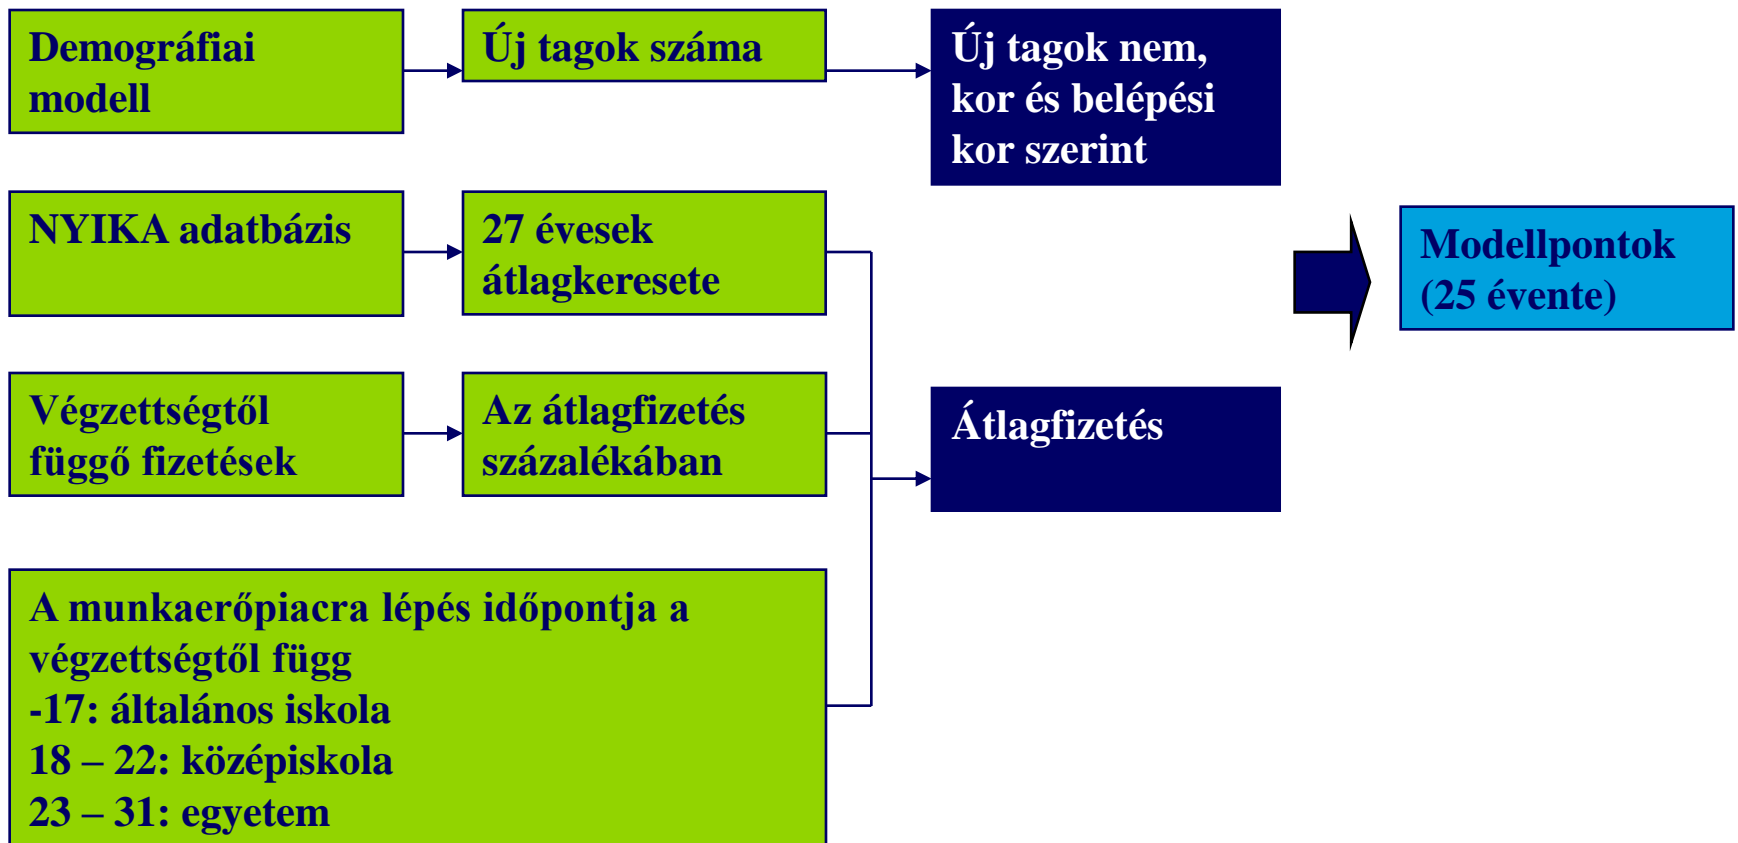 Demográfiai
modell
Új tagok száma
Új tagok nem,
kor és belépési
kor szerint
NYIKA adatbázis
27 évesek
átlagkeresete
Modellpontok
(25 évente)
Végzettségtől
függő fizetések
Az átlagfizetés
százalékában
Átlagfizetés
A munkaerőpiacra lépés időpontja a
végzettségtől függ
-17: általános iskola
18 – 22: középiskola
23 – 31: egyetem